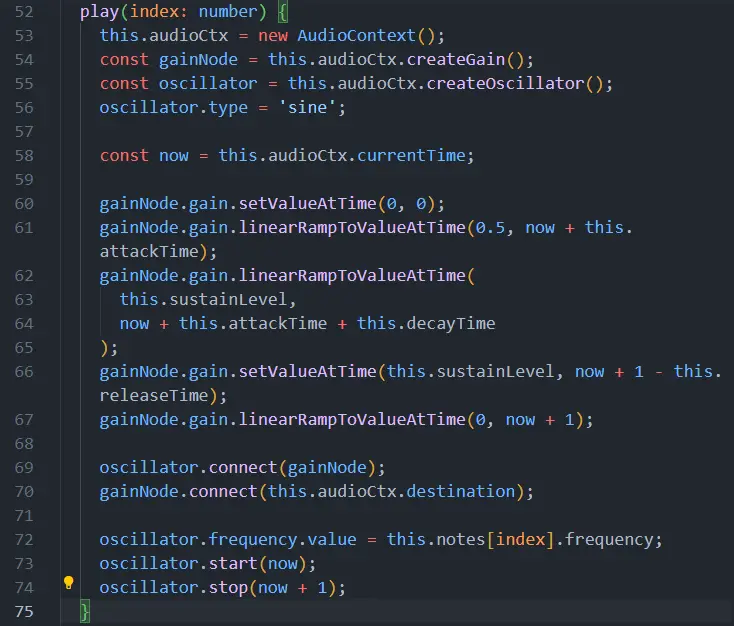 52 play(index: number) {
53 this.audioCtx = new AudioContext();
54 const gainNode = this.audioCtx.createGain();
55 const oscillator = this.audioCtx.createOscillator();
56 oscillator.type = 'sine';
57
58 const now = this.audioCtx.currentTime;
59
60 gainNode.gain.setValueAtTime(0, 0);
61 gainNode.gain.linearRampToValueAtTime(0.5, now + this.
attackTime);
62 gainNode.gain.linearRampToValueAtTime(
63 this.sustainLevel,
64 now + this.attackTime + this.decayTime
65 );
66 gainNode.gain.setValueAtTime(this.sustainLevel, now + 1 - this.
releaseTime);
67 gainNode.gain.linearRampToValueAtTime(0, now + 1);
68
69 oscillator.connect(gainNode);
70 gainNode.connect(this.audioCtx.destination);
71
72 oscillator.frequency.value = this.notes[index].frequency;
73 oscillator.start(now);
74 oscillator.stop(now + 1);
75 }